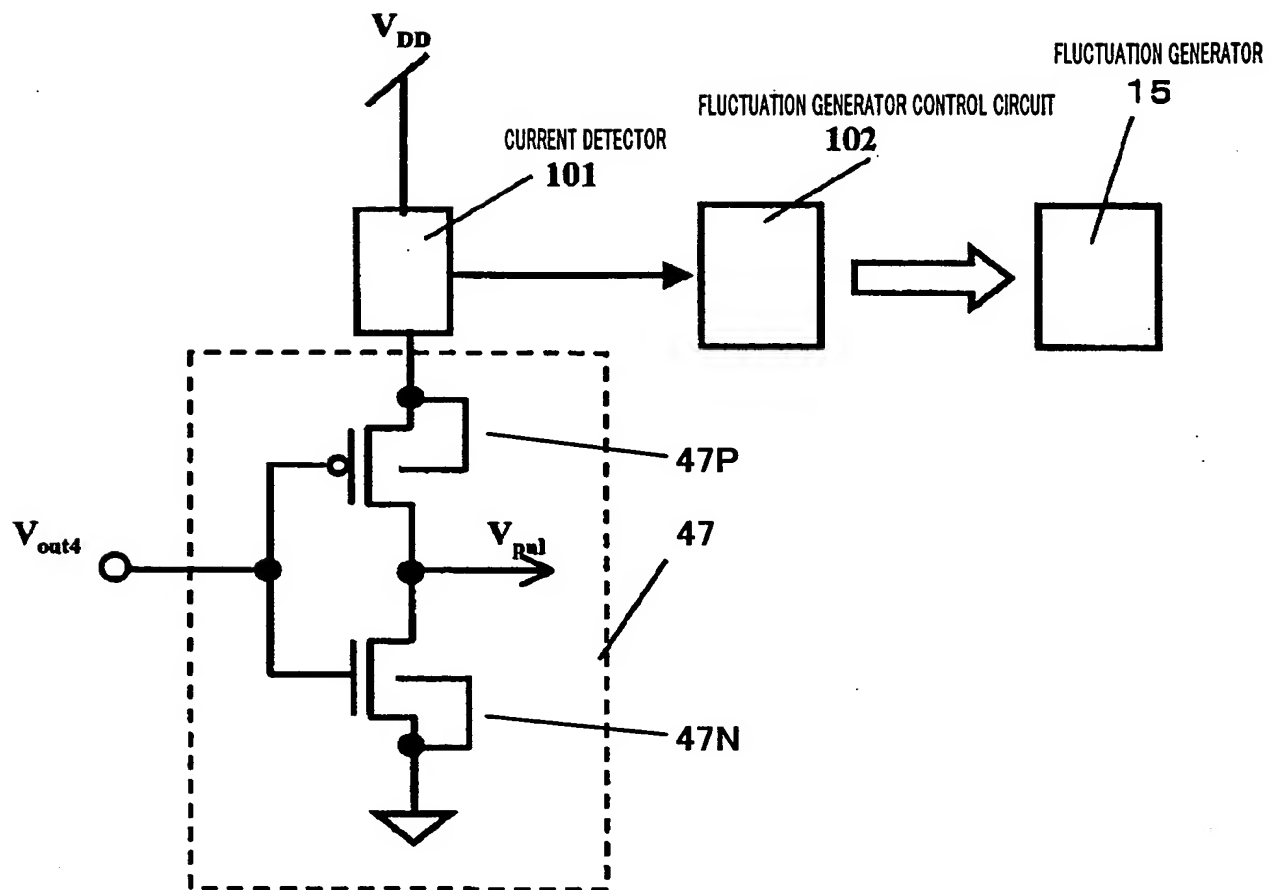 V_DD
FLUCTUATION GENERATOR
15
FLUCTUATION GENERATOR CONTROL CIRCUIT
102
CURRENT DETECTOR
101
47P
47
V_out4
V_pul
47N